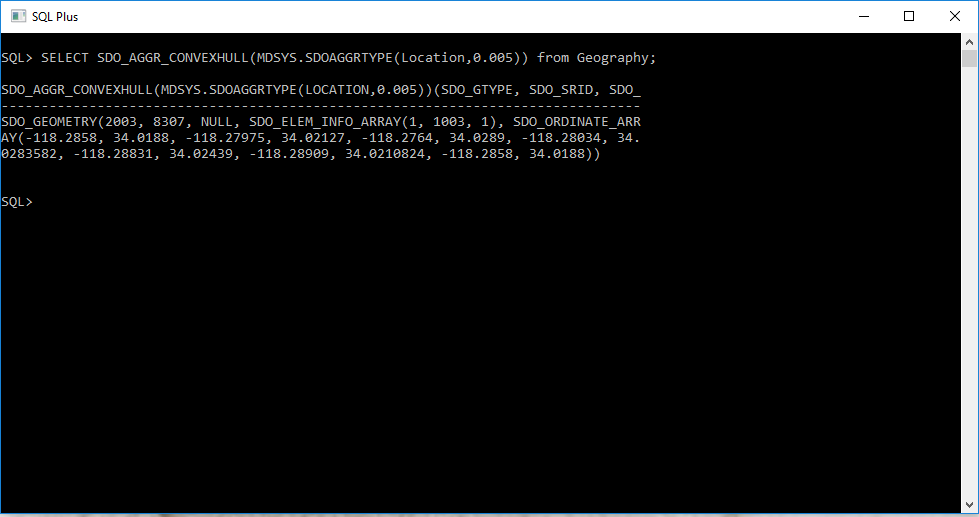 SQL Plus
SQL> SELECT SDO_AGGR_CONVEXHULL(MDSYS.SDOAGGRTYPE(Location,0.005)) from Geography;
SDO_AGGR_CONVEXHULL(MDSYS.SDOAGGRTYPE(LOCATION,0.005))(SDO_GTYPE, SDO_SRID, SDO_
--------------------------------------------------------------------------------
SDO_GEOMETRY(2003, 8307, NULL, SDO_ELEM_INFO_ARRAY(1, 1003, 1), SDO_ORDINATE_ARR
AY(-118.2858, 34.0188, -118.27975, 34.02127, -118.2764, 34.0289, -118.28034, 34.
0283582, -118.28831, 34.02439, -118.28909, 34.0210824, -118.2858, 34.0188))
SQL>